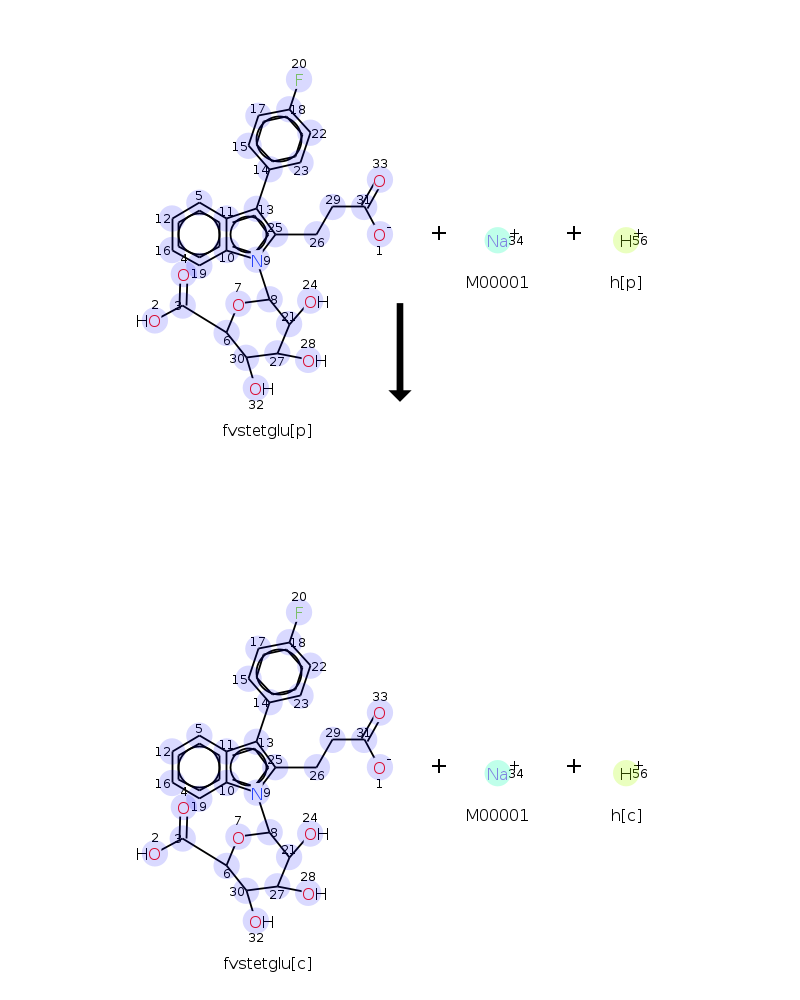 20
F
17
18
15
22
14
23
33
O
5
29
31
11
13
12
25
O-
+
Na+
34
+
H+
56
16
26
1
4
19
10
N
9
M00001
h[p]
O
7
24
2
3
O
8
OH
HO
21
6
28
30
27
OH
OH
32
fvstetglu[p]
20
F
17
18
15
22
14
23
33
O
5
29
31
11
13
12
25
O-
+
Na+
34
+
H+
56
16
26
1
4
19
10
N
9
M00001
h[c]
O
7
24
2
3
O
8
OH
HO
21
6
28
30
27
OH
OH
32
fvstetglu[c]